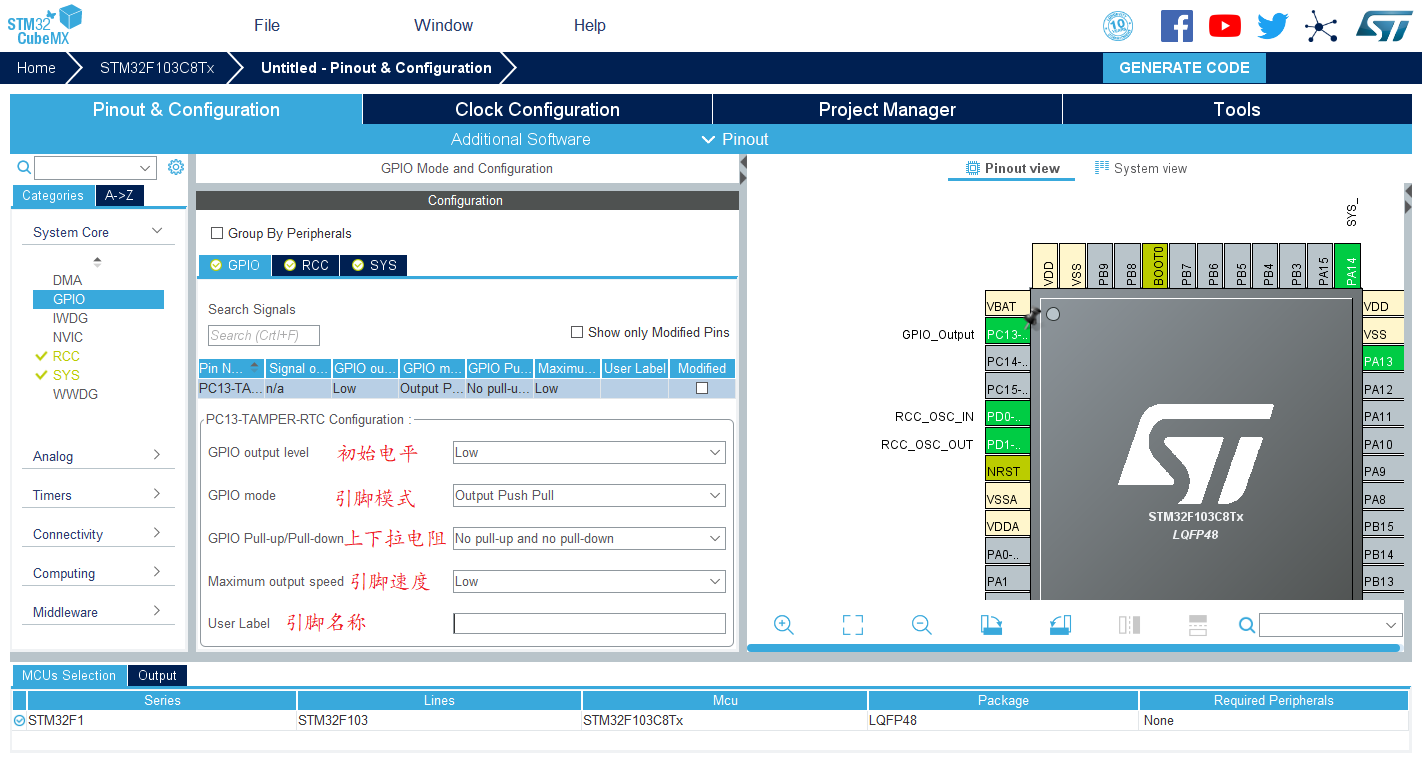 STM32
CubeMX
File
Window
Help
10
ST
Home
STM32F103C8Tx
Untitled - Pinout & Configuration
GENERATE CODE
Pinout & Configuration
Clock Configuration
Project Manager
Tools
Additional Software
Pinout
GPIO Mode and Configuration
Pinout view
System view
Categories
A->Z
Configuration
System Core
DMA
GPIO
IWDG
NVIC
RCC
SYS
WWDG
Analog
Timers
Connectivity
Computing
Middleware
Group By Peripherals
GPIO
RCC
SYS
Search Signals
Search (Crtl+F)
Show only Modified Pins
Pin N... Signal o... GPIO ou... GPIO m... GPIO Pu... Maximu... User Label Modified
PC13-TA... n/a Low Output P... No pull-u... Low
PC13-TAMPER-RTC Configuration :
GPIO output level 初始电平 Low
GPIO mode 引脚模式 Output Push Pull
GPIO Pull-up/Pull-down 上下拉电阻 No pull-up and no pull-down
Maximum output speed 引脚速度 Low
User Label 引脚名称
SYS_
VDD
VSS
PB9
PB8
BOOT0
PB7
PB6
PB5
PB4
PB3
PA15
PA14
VBAT
GPIO_Output PC13-..
PC14-..
PC15-..
RCC_OSC_IN PD0-..
RCC_OSC_OUT PD1-..
NRST
VSSA
VDDA
PA0-..
PA1
ST
STM32F103C8Tx
LQFP48
VDD
VSS
PA13
PA12
PA11
PA10
PA9
PA8
PB15
PB14
PB13
MCUs Selection
Output
Series Lines Mcu Package Required Peripherals
STM32F1 STM32F103 STM32F103C8Tx LQFP48 None